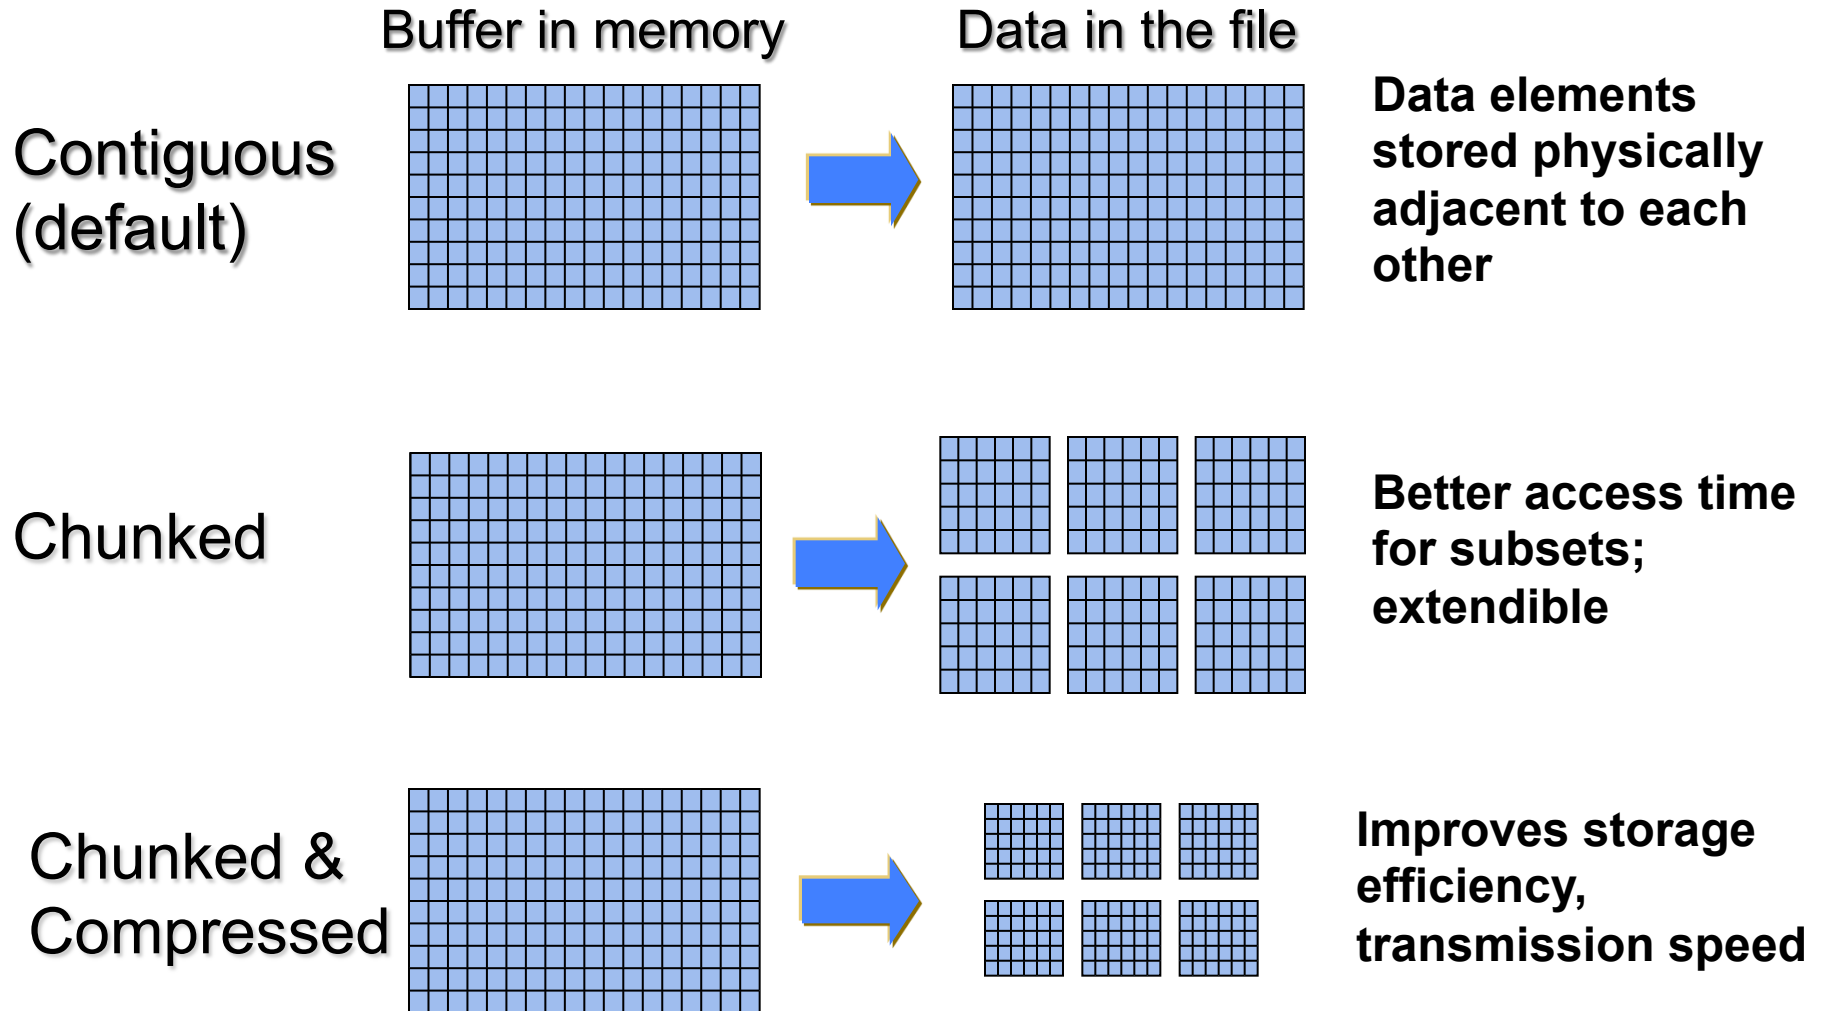 Buffer in memory
Data in the file
Contiguous
(default)
Data elements
stored physically
adjacent to each
other
Chunked
Better access time
for subsets;
extendible
Chunked &
Compressed
Improves storage
efficiency,
transmission speed